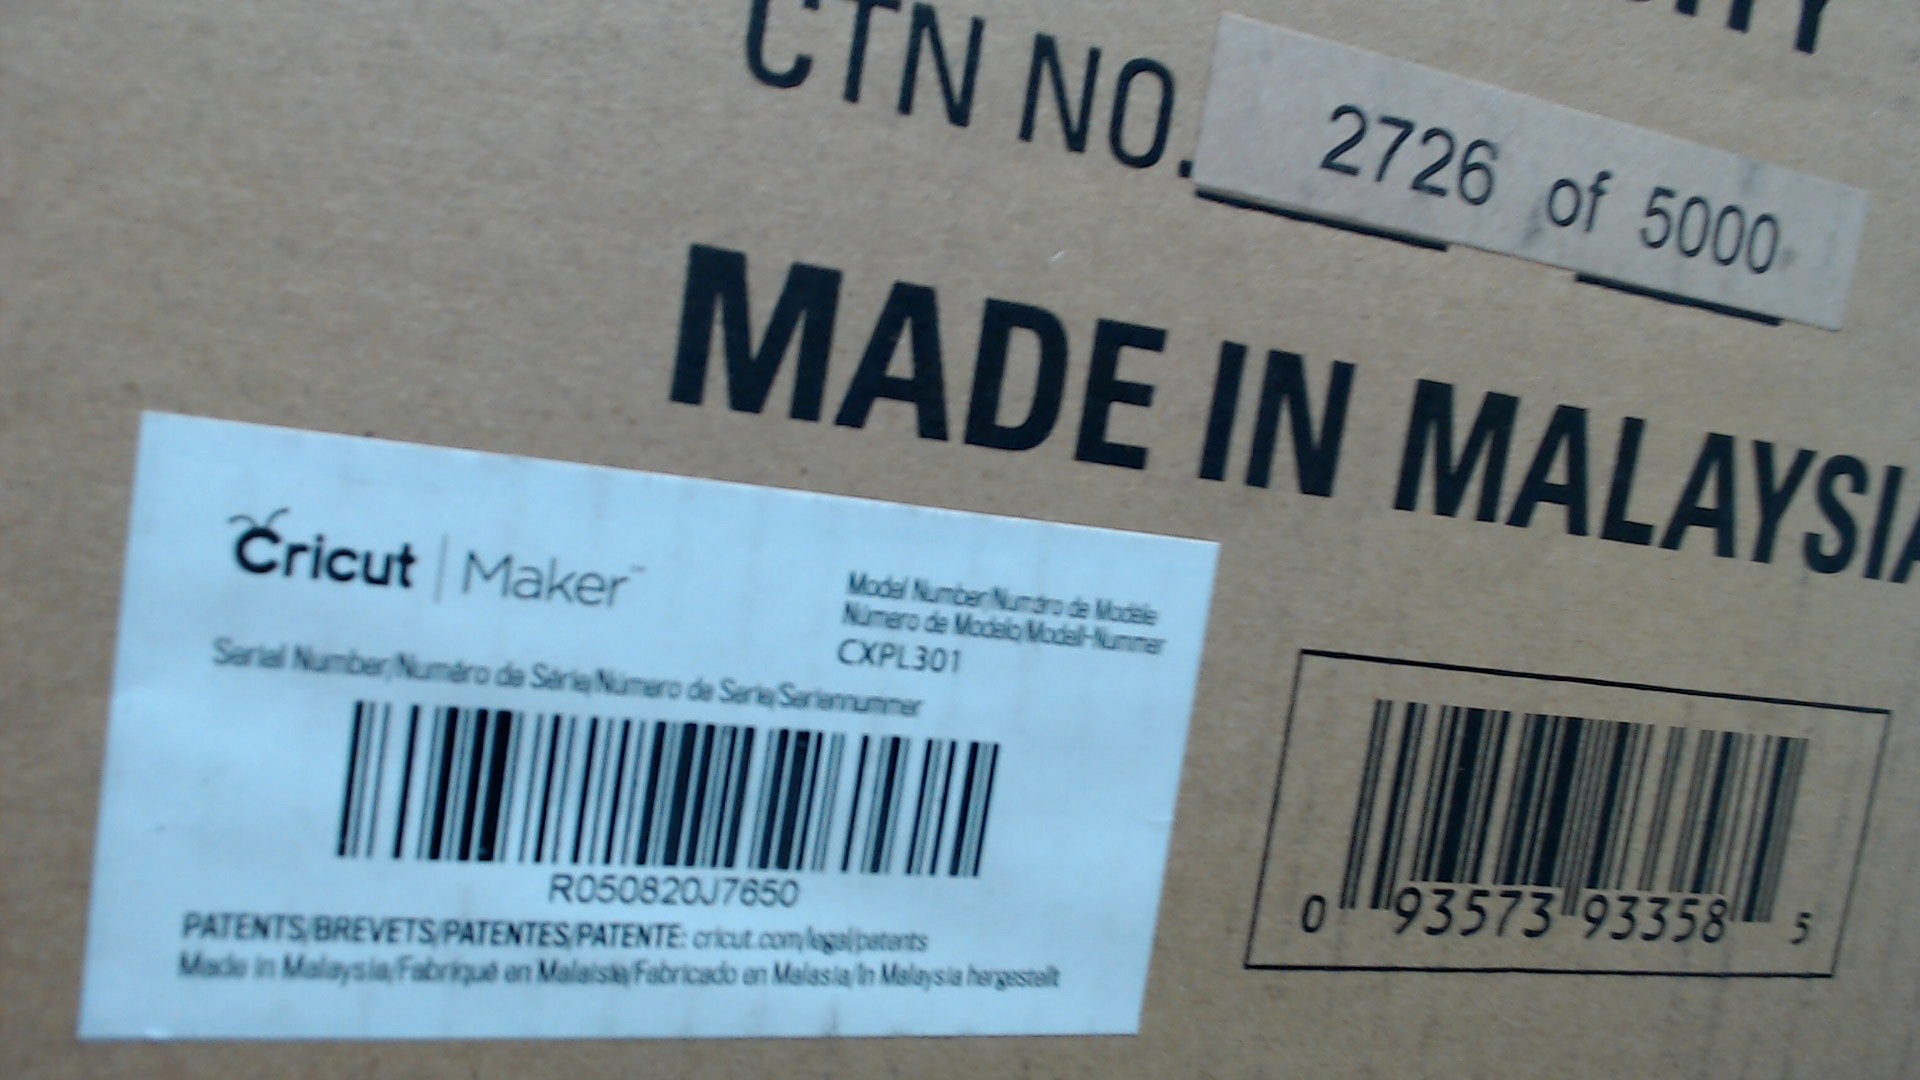 CTN NO. 2726 of 5000
MADE IN MALAYSIA
Cricut | Maker™
Model Number/Numéro de Modèle
Número de Modelo/Modell-Nummer
CXPL301
Serial Number/Numéro de Série/Número de Serie/Seriennummer
R050820J7650
PATENTS/BREVETS/PATENTES/PATENTE: cricut.com/legal/patents
Made in Malaysia/Fabriqué en Malaisie/Fabricado en Malasia/In Malaysia hergestellt
0 93573 93358 5